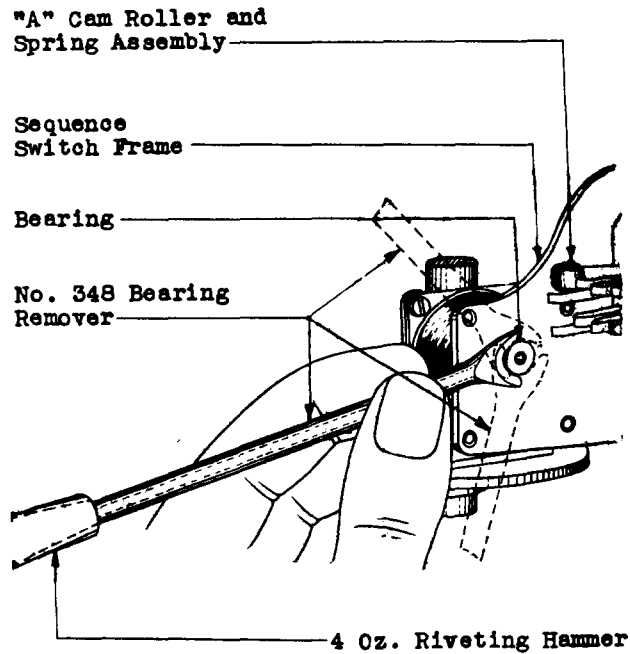 "A" Cam Roller and
Spring Assembly
Sequence
Switch Frame
Bearing
No. 348 Bearing
Remover
4 Oz. Riveting Hammer